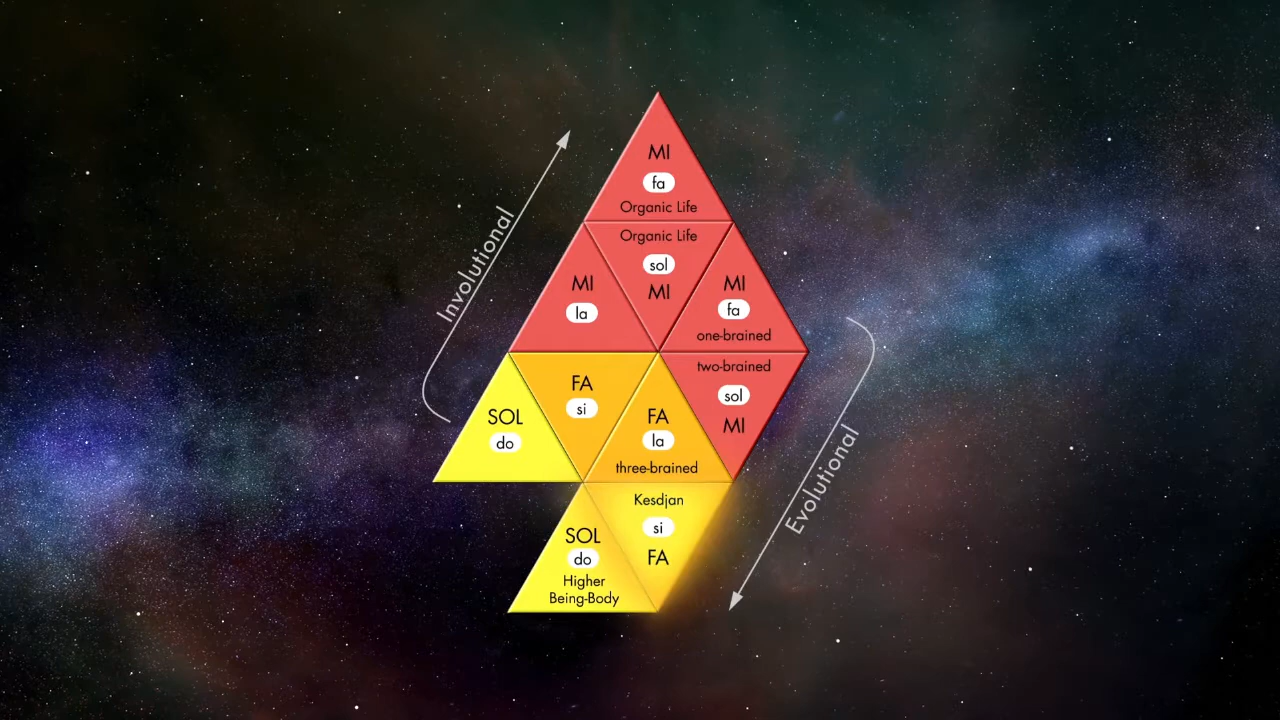 MI
fa
Organic Life
Organic Life
sol
MI
MI
la
MI
fa
one-brained
Involutional
two-brained
sol
MI
FA
si
FA
la
three-brained
SOL
do
Evolutional
Kesdjan
si
FA
SOL
do
Higher
Being-Body